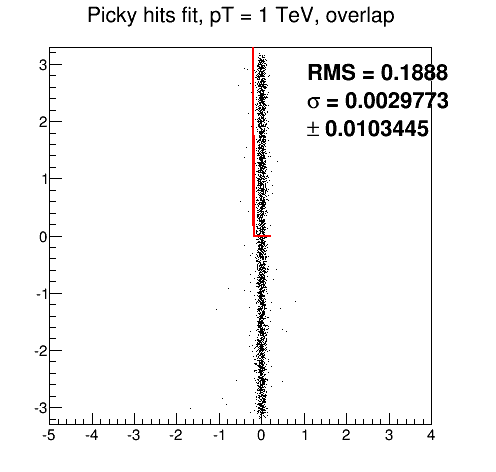 Picky hits fit, pT = 1 TeV, overlap
RMS = 0.1888
σ = 0.0029773
± 0.0103445
3
2
1
0
-1
-2
-3
-5 -4 -3 -2 -1 0 1 2 3 4